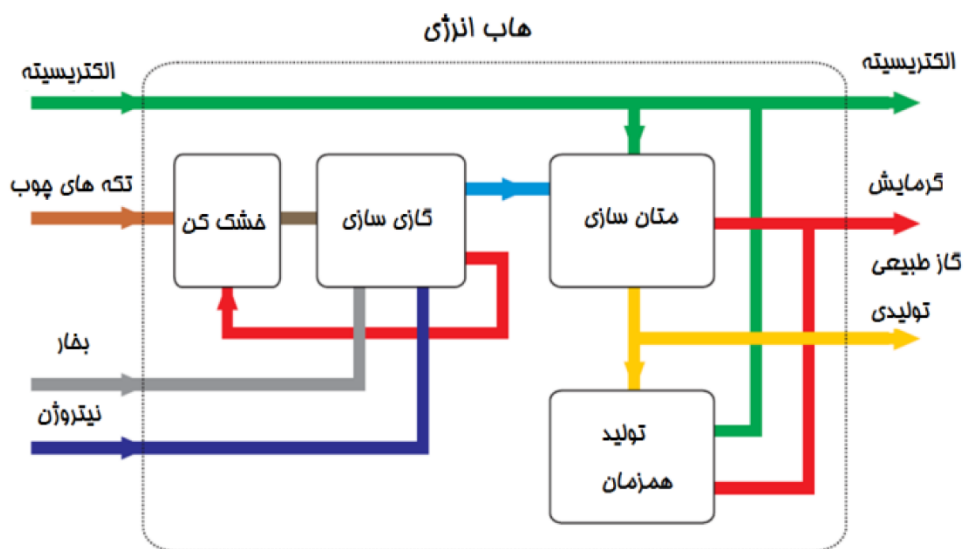 هاب انرژی
الکتریسیته
الکتریسیته
تکه های چوب
خشک کن
گازی سازی
متان سازی
گرمایش
گاز طبیعی
تولیدی
بخار
نیتروژن
تولید
همزمان